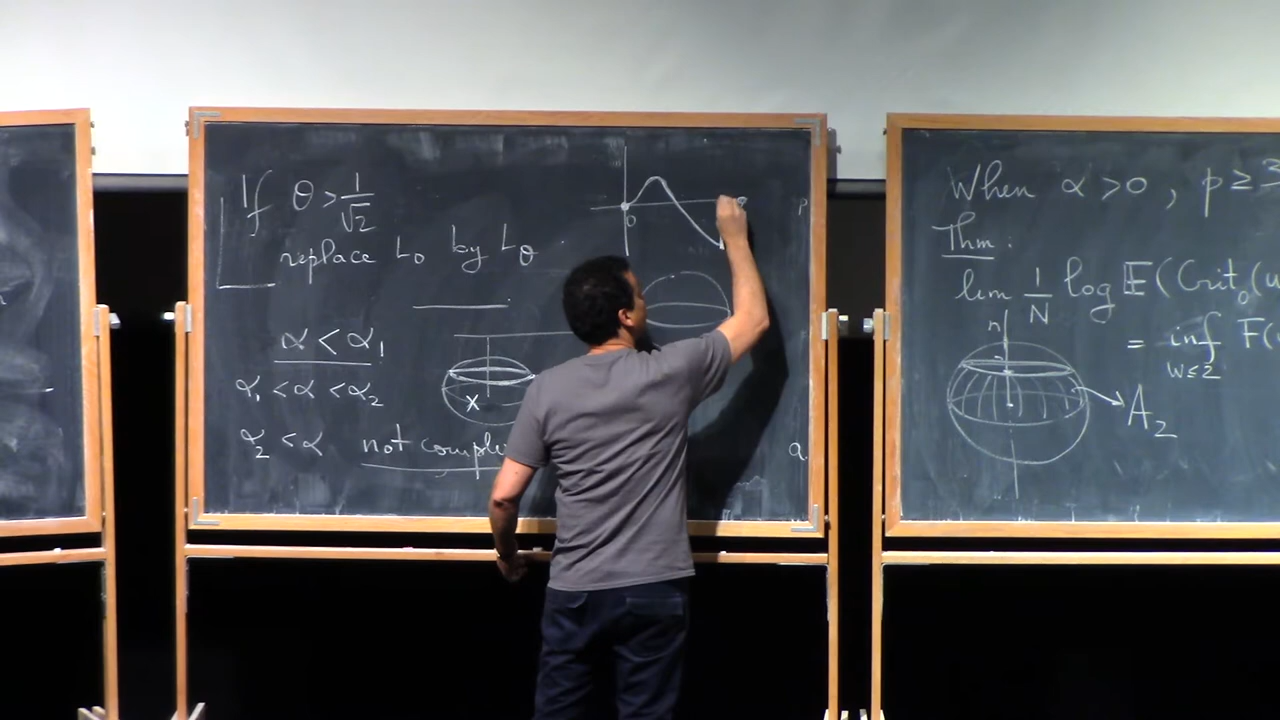 If θ > 1/√2
replace L₀ by L_θ
α < α₁
α₁ < α < α₂
α₂ < α not comple
X
0
When α > 0, p ≥
Thm:
lim 1/N log E(Crit₀(
= inf F(
w ≤ 2
n
A₂